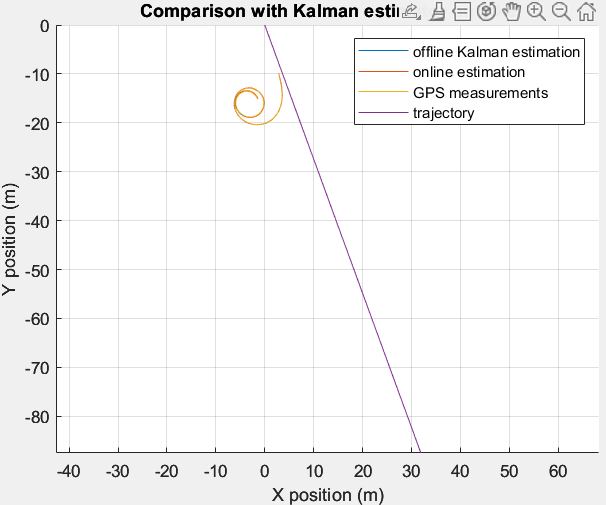 Comparison with Kalman esti
offline Kalman estimation
online estimation
GPS measurements
trajectory
0
-10
-20
-30
-40
-50
-60
-70
-80
Y position (m)
-40 -30 -20 -10 0 10 20 30 40 50 60
X position (m)